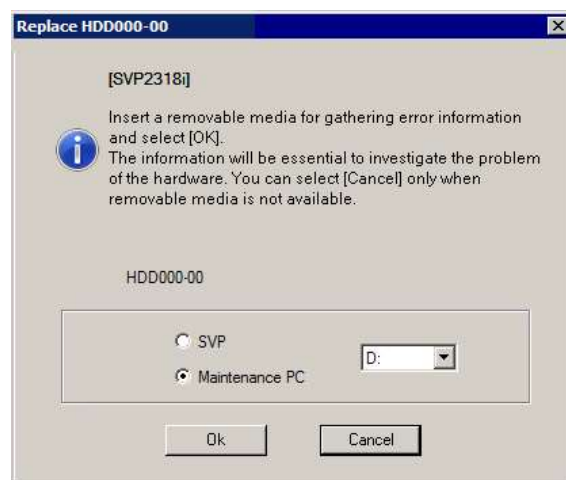 Replace HDD000-00
[SVP2318i]
Insert a removable media for gathering error information
and select [OK].
The information will be essential to investigate the problem
of the hardware. You can select [Cancel] only when
removable media is not available.
HDD000-00
SVP
D:
Maintenance PC
Ok
Cancel